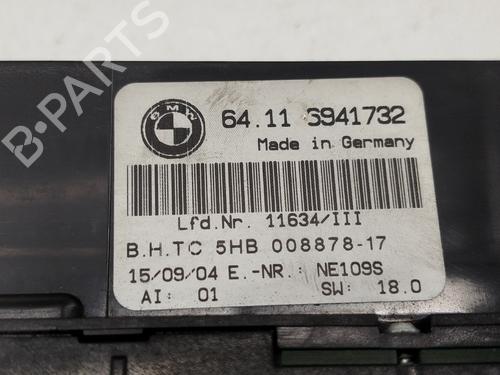 B-PARTS
BMW
64.11 6941732
Made in Germany
Lfd.Nr. 11634/III
B.H.TC 5HB 008878-17
15/09/04 E.-NR.: NE109S
AI: 01 SW: 18.0